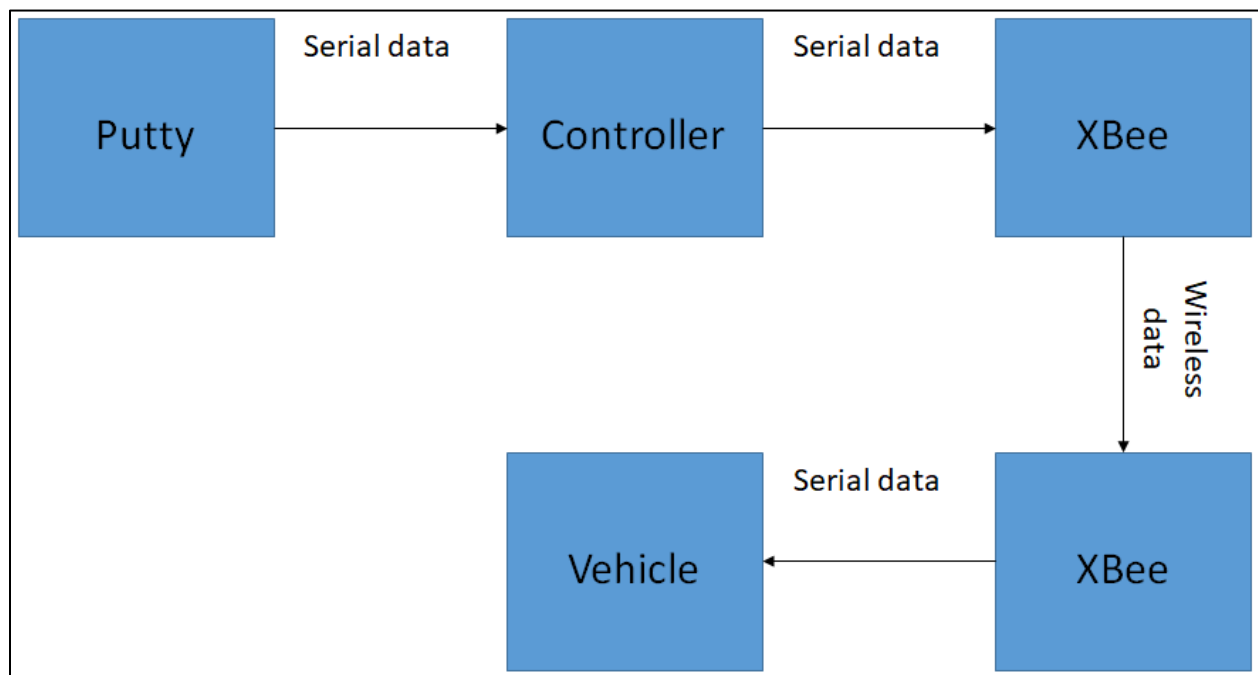 Serial data
Serial data
Putty
Controller
XBee
Wireless
data
Serial data
Vehicle
XBee